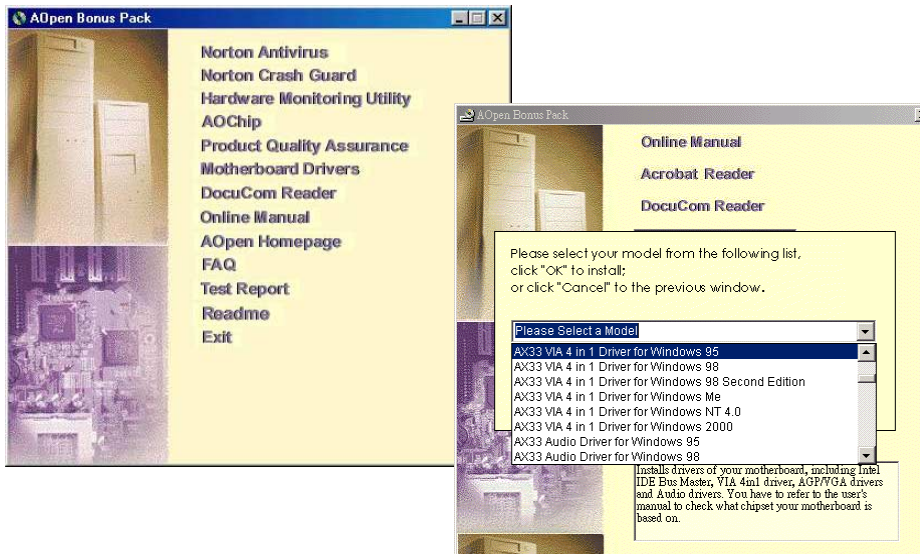 AOpen Bonus Pack
Norton Antivirus
Norton Crash Guard
Hardware Monitoring Utility
AOChip
Product Quality Assurance
Motherboard Drivers
DocuCom Reader
Online Manual
AOpen Homepage
FAQ
Test Report
Readme
Exit
AOpen Bonus Pack
Online Manual
Acrobat Reader
DocuCom Reader
Please select your model from the following list,
click "OK" to install;
or click "Cancel" to the previous window.
Please Select a Model
AX33 VIA 4 in 1 Driver for Windows 95
AX33 VIA 4 in 1 Driver for Windows 98
AX33 VIA 4 in 1 Driver for Windows 98 Second Edition
AX33 VIA 4 in 1 Driver for Windows Me
AX33 VIA 4 in 1 Driver for Windows NT 4.0
AX33 VIA 4 in 1 Driver for Windows 2000
AX33 Audio Driver for Windows 95
AX33 Audio Driver for Windows 98
Installs drivers of your motherboard, including Intel
IDE Bus Master, VIA 4in1 driver, AGP/VGA drivers
and Audio drivers. You have to refer to the user's
manual to check what chipset your motherboard is
based on.